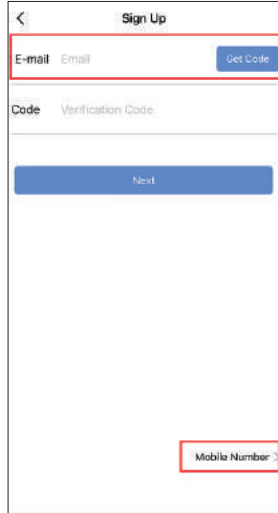 Sign Up
E-mail Email Get Code
Code Verification Code
Next
Mobile Number